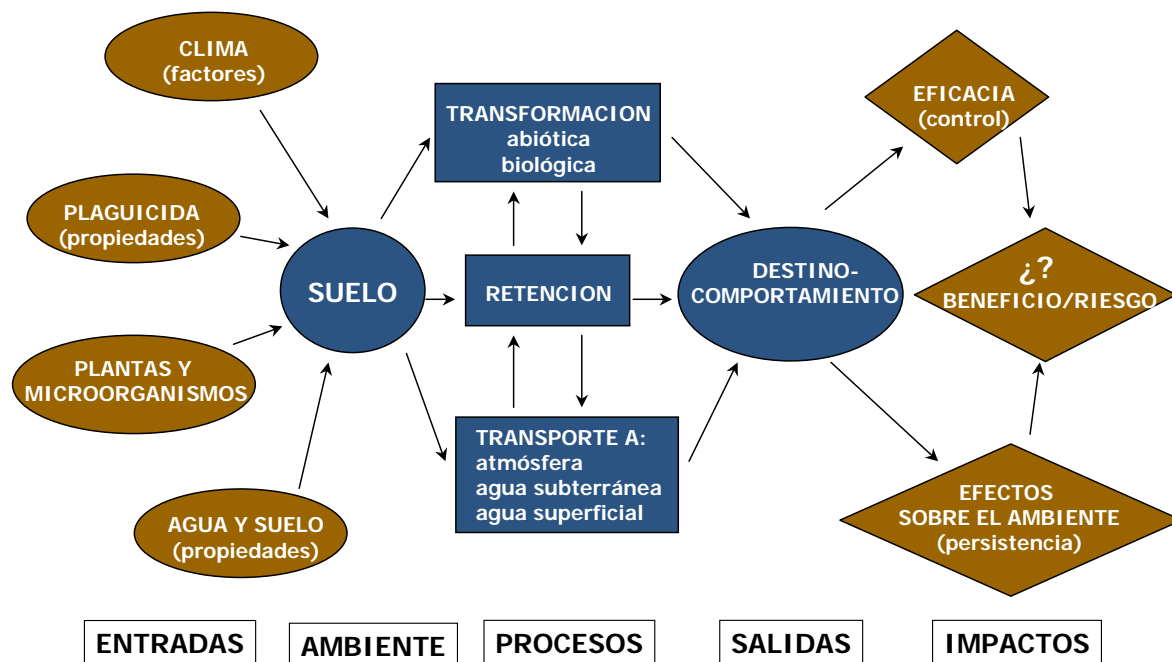 CLIMA
(factores)
PLAGUICIDA
(propiedades)
PLANTAS Y
MICROORGANISMOS
AGUA Y SUELO
(propiedades)
SUELO
TRANSFORMACION
abiótica
biológica
RETENCION
TRANSPORTE A:
atmósfera
agua subterránea
agua superficial
DESTINO-
COMPORTAMIENTO
EFICACIA
(control)
¿?
BENEFICIO/RIESGO
EFECTOS
SOBRE EL AMBIENTE
(persistencia)
ENTRADAS
AMBIENTE
PROCESOS
SALIDAS
IMPACTOS